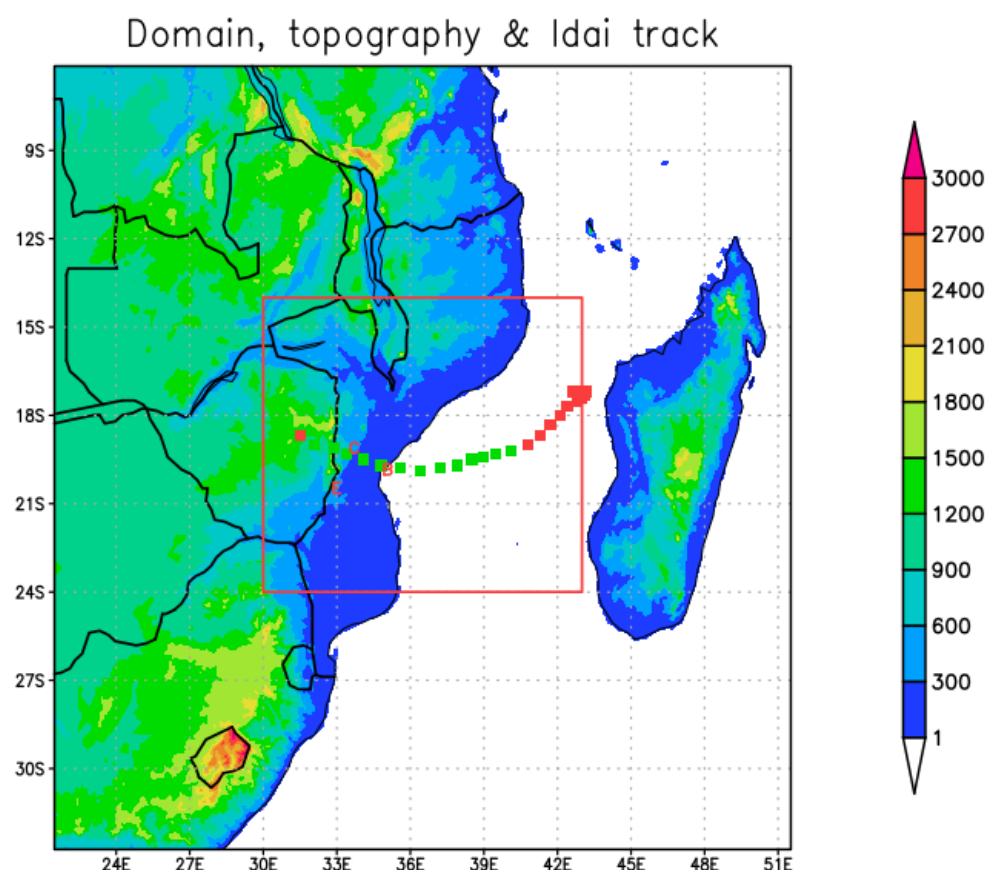 Domain, topography & Idai track
9S
12S
15S
18S
21S
24S
27S
30S
24E
27E
30E
33E
36E
39E
42E
45E
48E
51E
C
B
E
3000
2700
2400
2100
1800
1500
1200
900
600
300
1